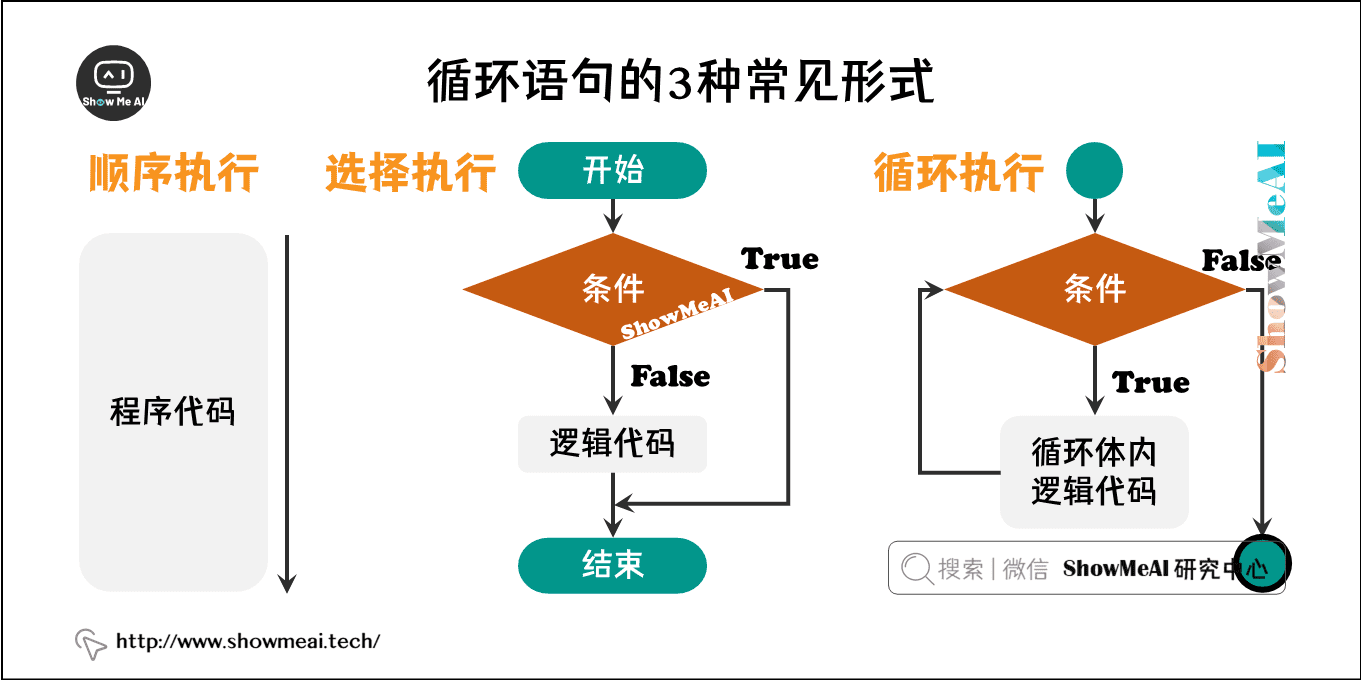 AI
Show Me AI
循环语句的3种常见形式
顺序执行
程序代码
选择执行
开始
条件
ShowMeAI
True
False
逻辑代码
结束
循环执行
条件
False
True
循环体内
逻辑代码
ShowMeAI
搜索 | 微信 ShowMeAI 研究中心
http://www.showmeai.tech/